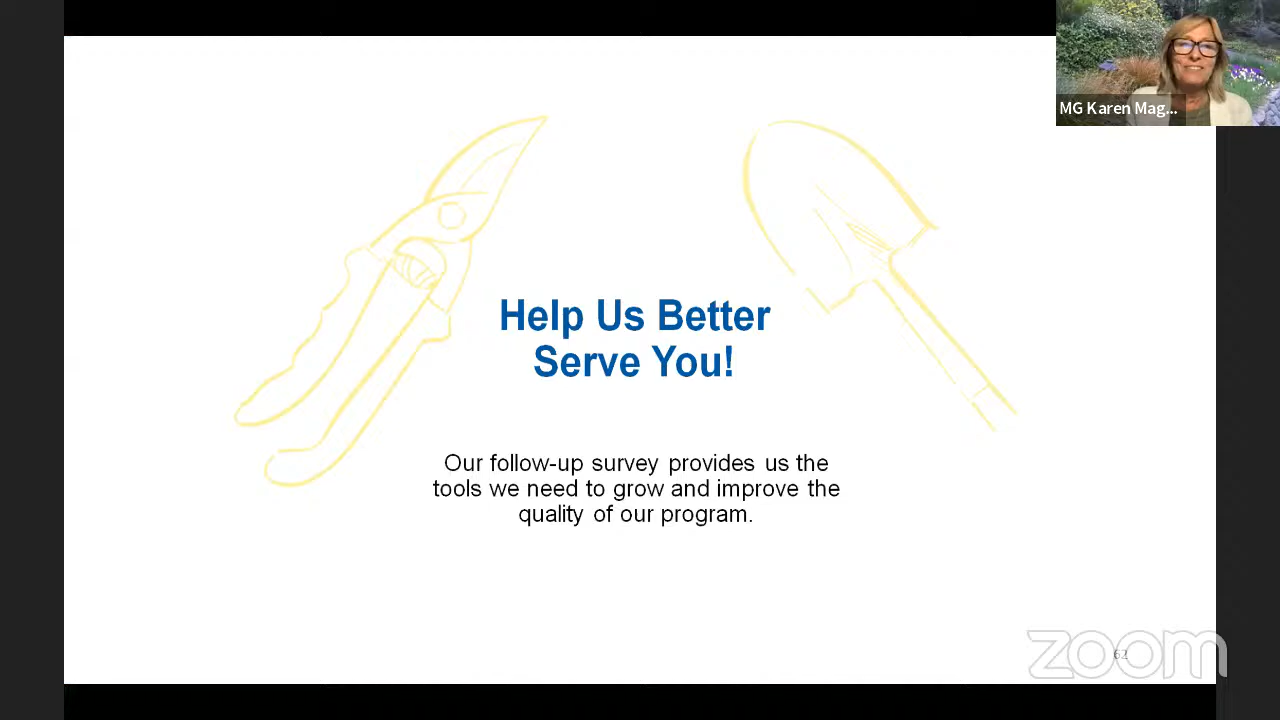 MG Karen Mag...
Help Us Better
Serve You!
Our follow-up survey provides us the
tools we need to grow and improve the
quality of our program.
zoom
62